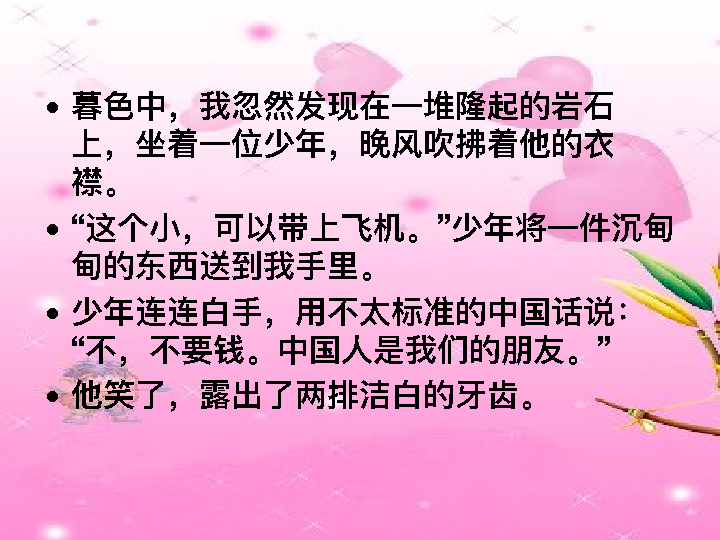 • 暮色中，我忽然发现在一堆隆起的岩石
上，坐着一位少年，晚风吹拂着他的衣
襟。
• “这个小，可以带上飞机。”少年将一件沉甸
甸的东西送到我手里。
• 少年连连白手，用不太标准的中国话说：
“不，不要钱。中国人是我们的朋友。”
• 他笑了，露出了两排洁白的牙齿。